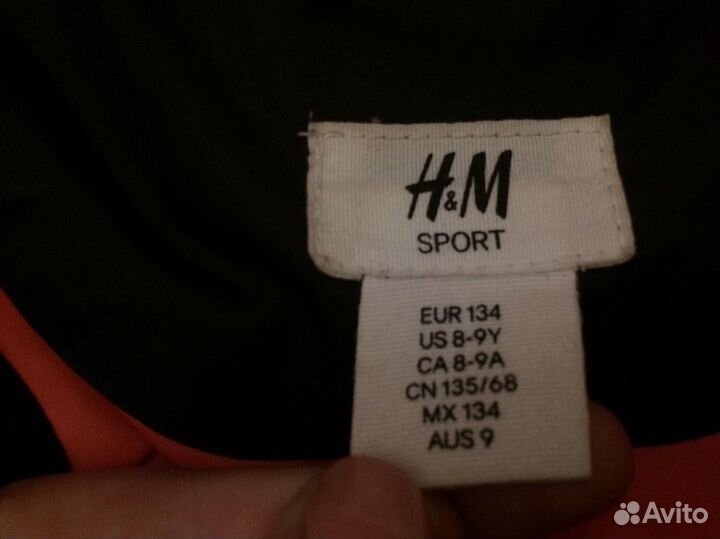 H&M
SPORT
EUR 134
US 8-9Y
CA 8-9A
CN 135/68
MX 134
AUS 9
Avito